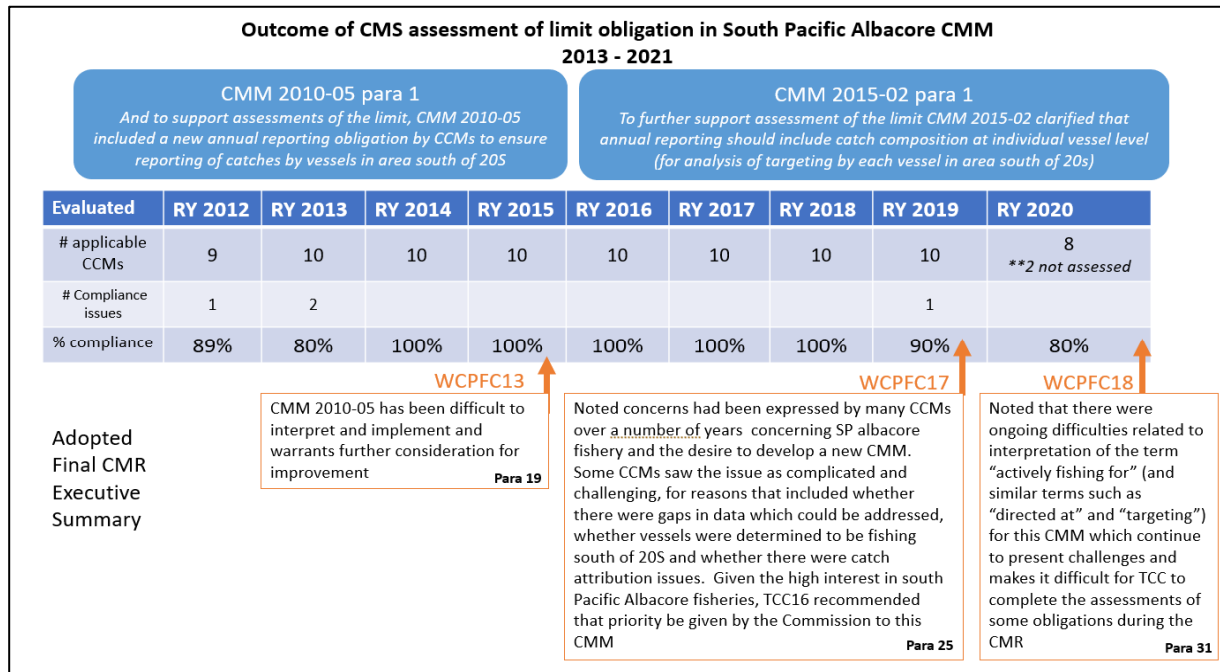 Outcome of CMS assessment of limit obligation in South Pacific Albacore CMM
2013 - 2021
CMM 2010-05 para 1
And to support assessments of the limit, CMM 2010-05
included a new annual reporting obligation by CCMs to ensure
reporting of catches by vessels in area south of 20S
CMM 2015-02 para 1
To further support assessment of the limit CMM 2015-02 clarified that
annual reporting should include catch composition at individual vessel level
(for analysis of targeting by each vessel in area south of 20s)
Evaluated RY 2012 RY 2013 RY 2014 RY 2015 RY 2016 RY 2017 RY 2018 RY 2019 RY 2020
# applicable
CCMs
9 10 10 10 10 10 10 10 8
**2 not assessed
# Compliance
issues
1 2 1
% compliance 89% 80% 100% 100% 100% 100% 100% 90% 80%
WCPFC13 WCPFC17 WCPFC18
Adopted
Final CMR
Executive
Summary
CMM 2010-05 has been difficult to
interpret and implement and
warrants further consideration for
improvement
Para 19
Noted concerns had been expressed by many CCMs
over a number of years concerning SP albacore
fishery and the desire to develop a new CMM.
Some CCMs saw the issue as complicated and
challenging, for reasons that included whether
there were gaps in data which could be addressed,
whether vessels were determined to be fishing
south of 20S and whether there were catch
attribution issues. Given the high interest in south
Pacific Albacore fisheries, TCC16 recommended
that priority be given by the Commission to this
CMM
Para 25
Noted that there were
ongoing difficulties related to
interpretation of the term
“actively fishing for” (and
similar terms such as
“directed at” and “targeting”)
for this CMM which continue
to present challenges and
makes it difficult for TCC to
complete the assessments of
some obligations during the
CMR
Para 31